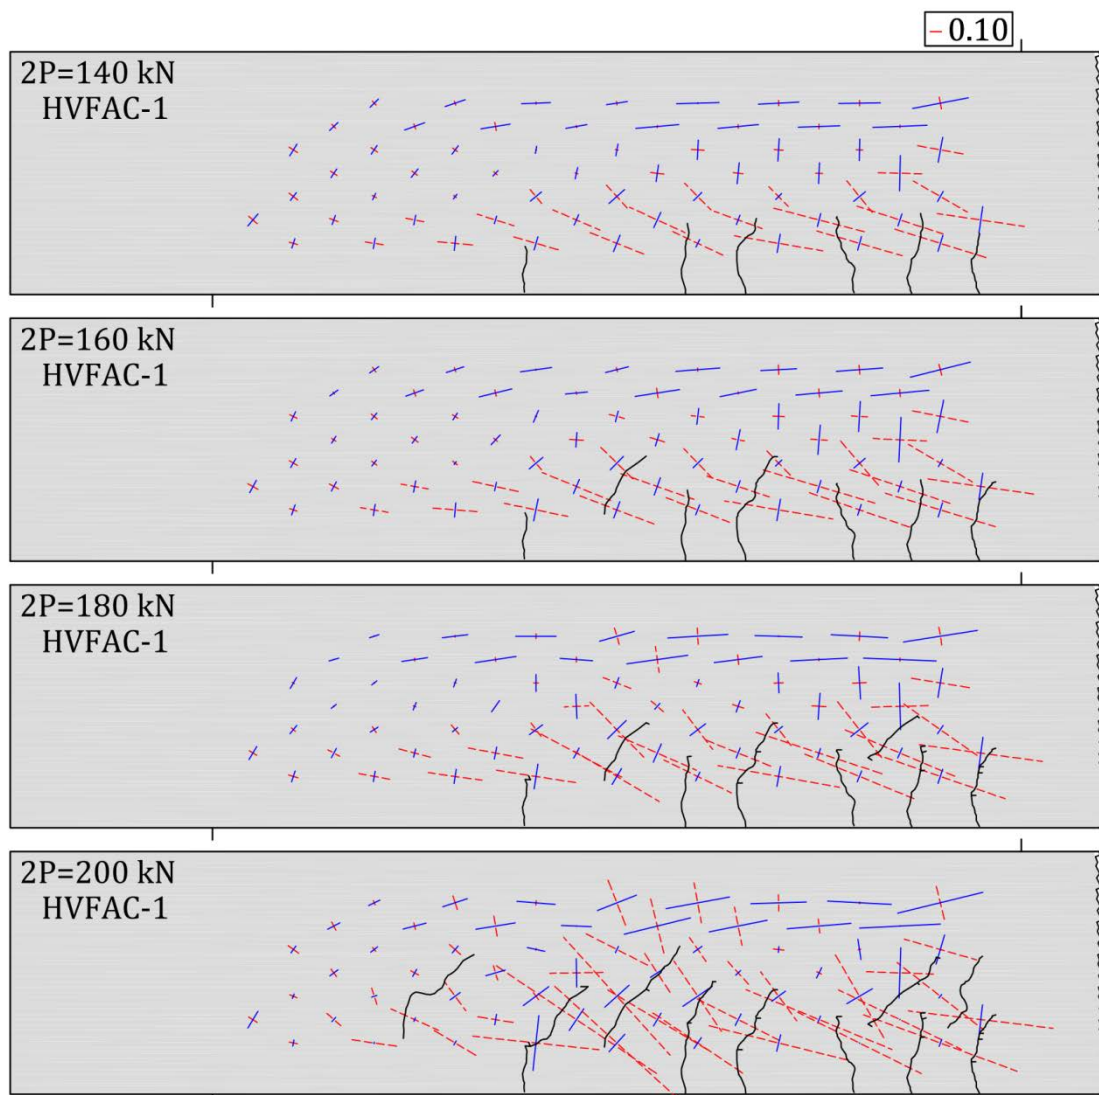 0.10
2P=140 kN
HVFAC-1
2P=160 kN
HVFAC-1
2P=180 kN
HVFAC-1
2P=200 kN
HVFAC-1